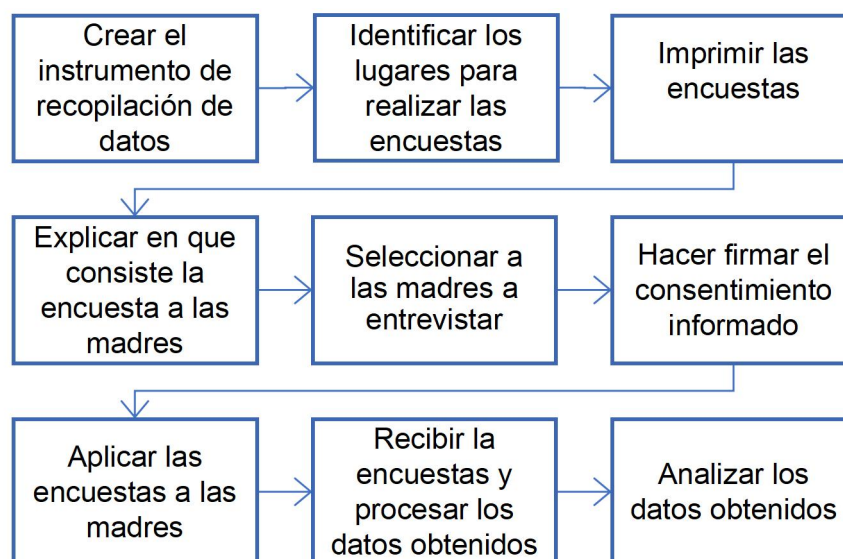 Crear el
instrumento de
recopilación de
datos
Identificar los
lugares para
realizar las
encuestas
Imprimir las
encuestas
Explicar en que
consiste la
encuesta a las
madres
Seleccionar a
las madres a
entrevistar
Hacer firmar el
consentimiento
informado
Aplicar las
encuestas a las
madres
Recibir la
encuestas y
procesar los
datos obtenidos
Analizar los
datos obtenidos